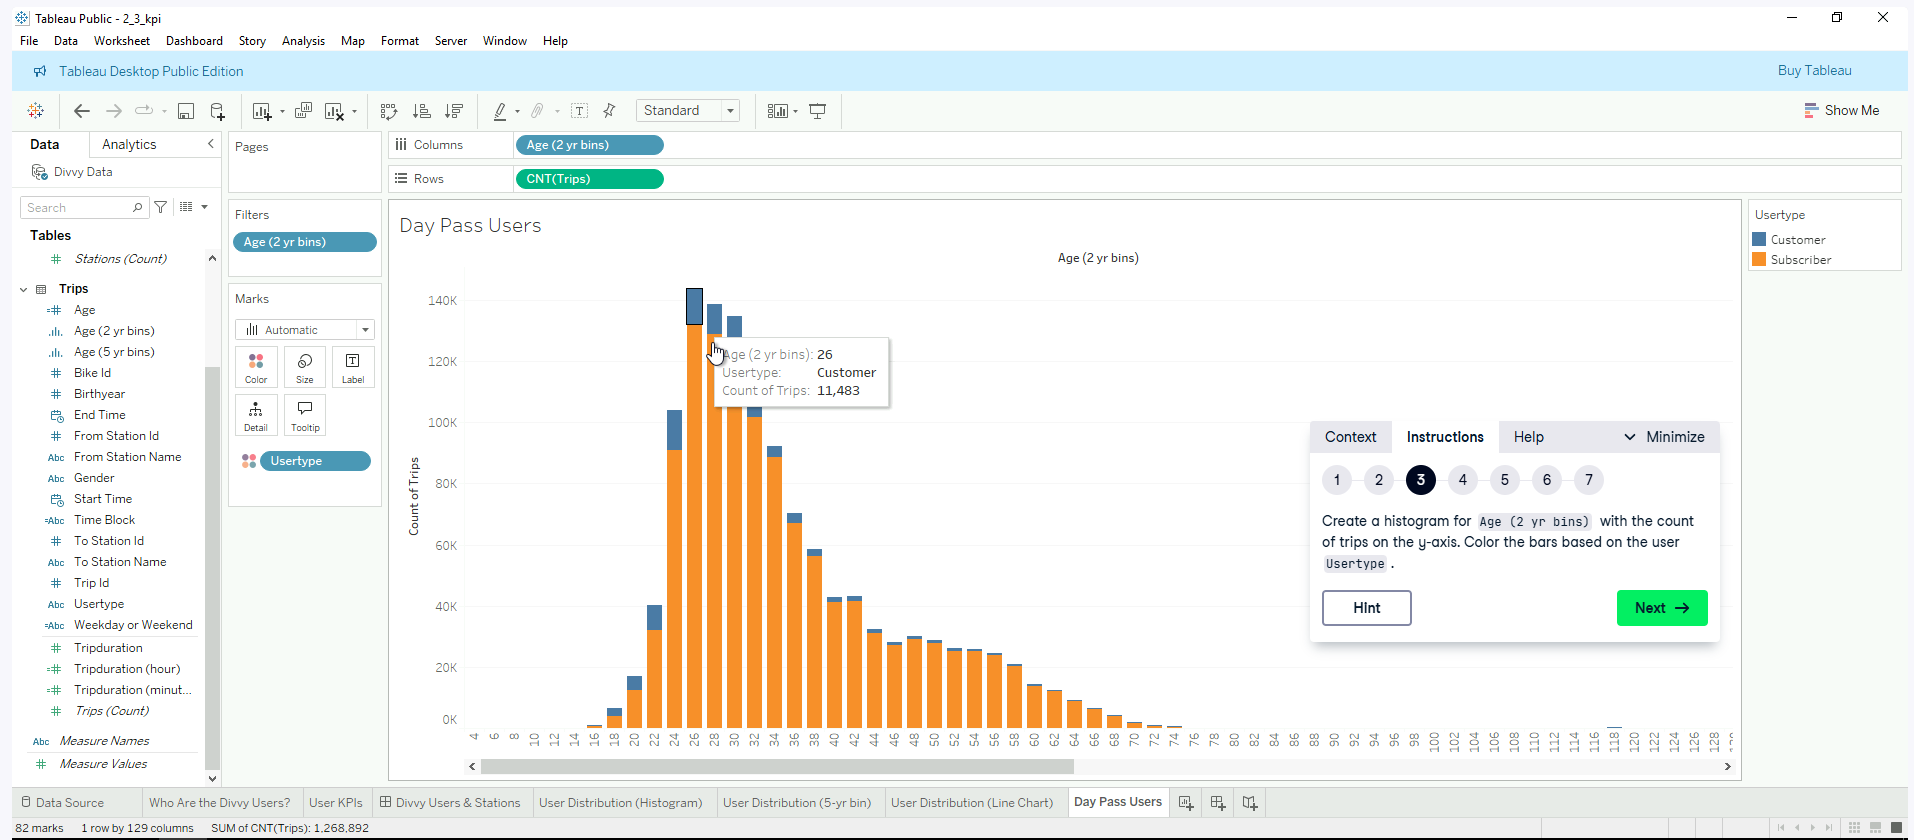 Tableau Public - 2_3_kpi
File Data Worksheet Dashboard Story Analysis Map Format Server Window Help
Tableau Desktop Public Edition
Buy Tableau
Standard
Show Me
Data
Analytics
Divvy Data
Search
Tables
Stations (Count)
Trips
Age
Age (2 yr bins)
Age (5 yr bins)
Bike Id
Birthyear
End Time
From Station Id
Abc From Station Name
Abc Gender
Start Time
=Abc Time Block
To Station Id
Abc To Station Name
Trip Id
Abc Usertype
=Abc Weekday or Weekend
Tripduration
Tripduration (hour)
Tripduration (minut...
Trips (Count)
Abc Measure Names
Measure Values
Pages
Filters
Age (2 yr bins)
Marks
Automatic
Color
Size
Label
Detail
Tooltip
Usertype
Columns
Age (2 yr bins)
Rows
CNT(Trips)
Day Pass Users
Age (2 yr bins)
Count of Trips
140K
120K
100K
80K
60K
40K
20K
0K
4 6 8 10 12 14 16 18 20 22 24 26 28 30 32 34 36 38 40 42 44 46 48 50 52 54 56 58 60 62 64 66 68 70 72 74 76 78 80 82 84 86 88 90 92 94 96 98 100 102 104 106 108 110 112 114 116 118 120 122 124 126 128
Age (2 yr bins): 26
Usertype: Customer
Count of Trips: 11,483
Usertype
Customer
Subscriber
Context
Instructions
Help
Minimize
1 2 3 4 5 6 7
Create a histogram for Age (2 yr bins) with the count
of trips on the y-axis. Color the bars based on the user
Usertype .
HInt
Next
Data Source
Who Are the Divvy Users?
User KPIs
Divvy Users & Stations
User Distribution (Histogram)
User Distribution (5-yr bin)
User Distribution (Line Chart)
Day Pass Users
82 marks
1 row by 129 columns
SUM of CNT(Trips): 1,268,892